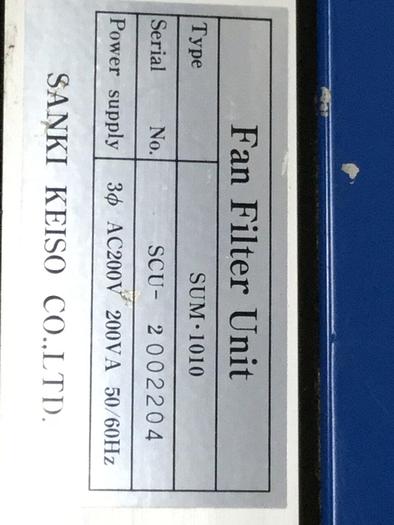 Fan Filter Unit
Type SUM·1010
Serial No. SCU- 2002204
Power supply 3ϕ AC200V 200VA 50/60Hz
SANKI KEISO CO.,LTD.